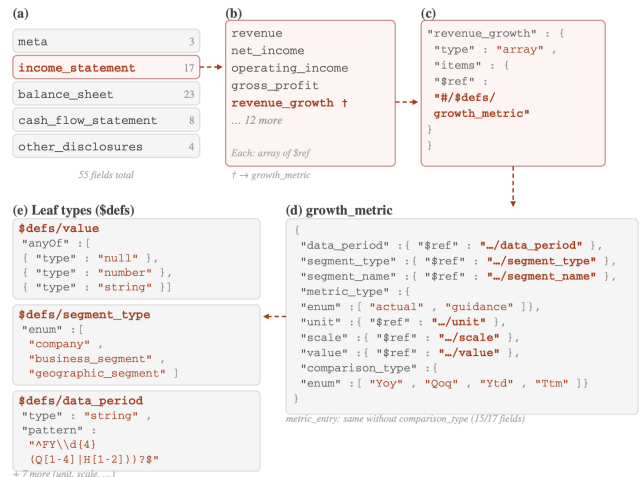 (a)
meta 3
income_statement 17
balance_sheet 23
cash_flow_statement 8
other_disclosures 4
55 fields total
(b)
revenue
net_income
operating_income
gross_profit
revenue_growth †
... 12 more
Each: array of $ref
† → growth_metric
(c)
"revenue_growth" : {
"type" : "array" ,
"items" : {
"$ref" :
"#/$defs/
growth_metric"
}
}
(d) growth_metric
{
"data_period" :{ "$ref" : "…/data_period" },
"segment_type" :{ "$ref" : "…/segment_type" },
"segment_name" :{ "$ref" : "…/segment_name" },
"metric_type" :{
"enum" :[ "actual" , "guidance" ]},
"unit" :{ "$ref" : "…/unit" },
"scale" :{ "$ref" : "…/scale" },
"value" :{ "$ref" : "…/value" },
"comparison_type" :{
"enum" :[ "Yoy" , "Qoq" , "Ytd" , "Ttm" ]}
}
metric_entry: same without comparison_type (15/17 fields)
(e) Leaf types ($defs)
$defs/value
"anyOf" :[
{ "type" : "null" },
{ "type" : "number" },
{ "type" : "string" }]
$defs/segment_type
"enum" :[
"company" ,
"business_segment" ,
"geographic_segment" ]
$defs/data_period
"type" : "string" ,
"pattern" :
"^FY\\d{4}
(Q[1-4]|H[1-2]))?$"
+ 7 more (unit, scale, …)